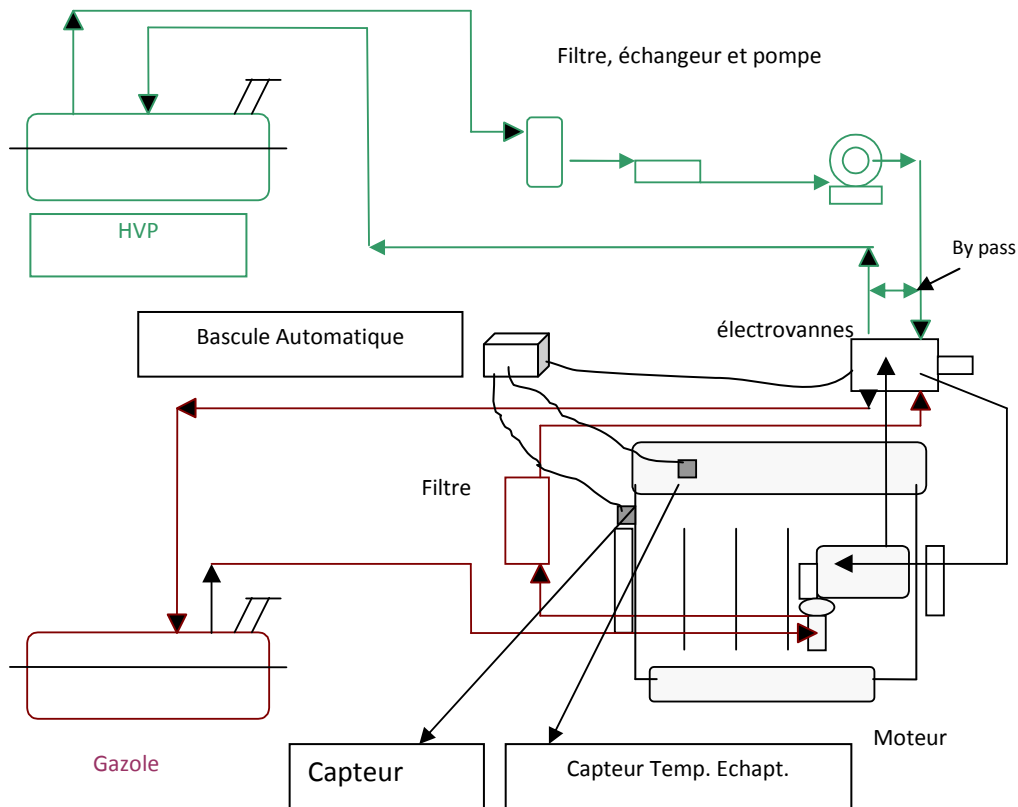 Filtre, échangeur et pompe
HVP
By pass
Bascule Automatique
électrovannes
Filtre
Moteur
Gazole
Capteur
Capteur Temp. Echapt.